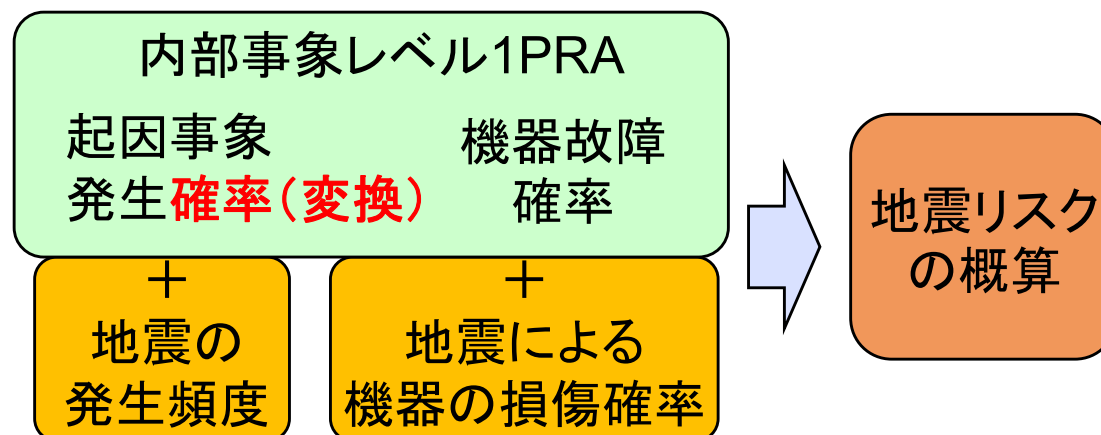 内部事象レベル1PRA
起因事象
発生確率(変換)
機器故障
確率
+
地震の
発生頻度
+
地震による
機器の損傷確率
地震リスク
の概算